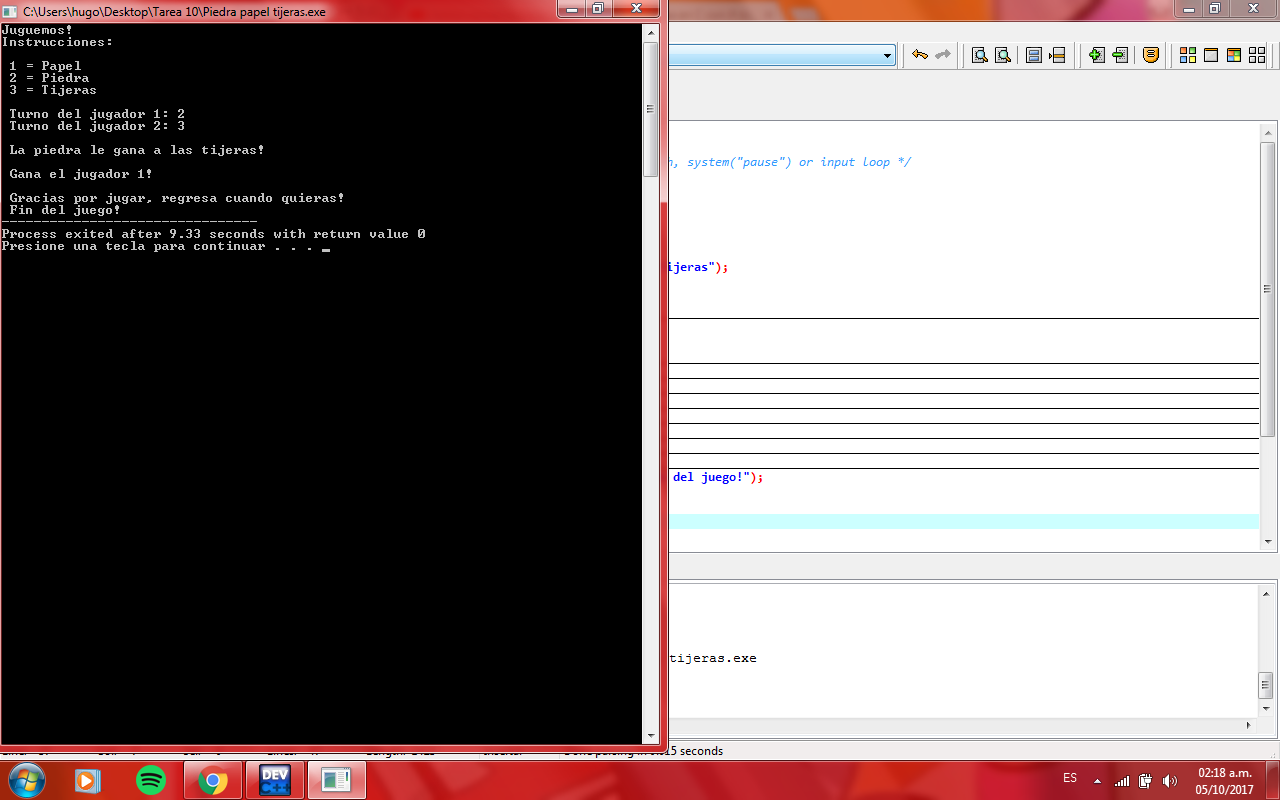 C:\Users\hugo\Desktop\Tarea 10\Piedra papel tijeras.exe
Juguemos!
Instrucciones:
1 = Papel
2 = Piedra
3 = Tijeras
Turno del jugador 1: 2
Turno del jugador 2: 3
La piedra le gana a las tijeras!
Gana el jugador 1!
Gracias por jugar, regresa cuando quieras!
Fin del juego!
--------------------------------
Process exited after 9.33 seconds with return value 0
Presione una tecla para continuar . . .
, system("pause") or input loop */
ijeras");
del juego!");
tijeras.exe
15 seconds
DEV
C++
ES
02:18 a.m.
05/10/2017